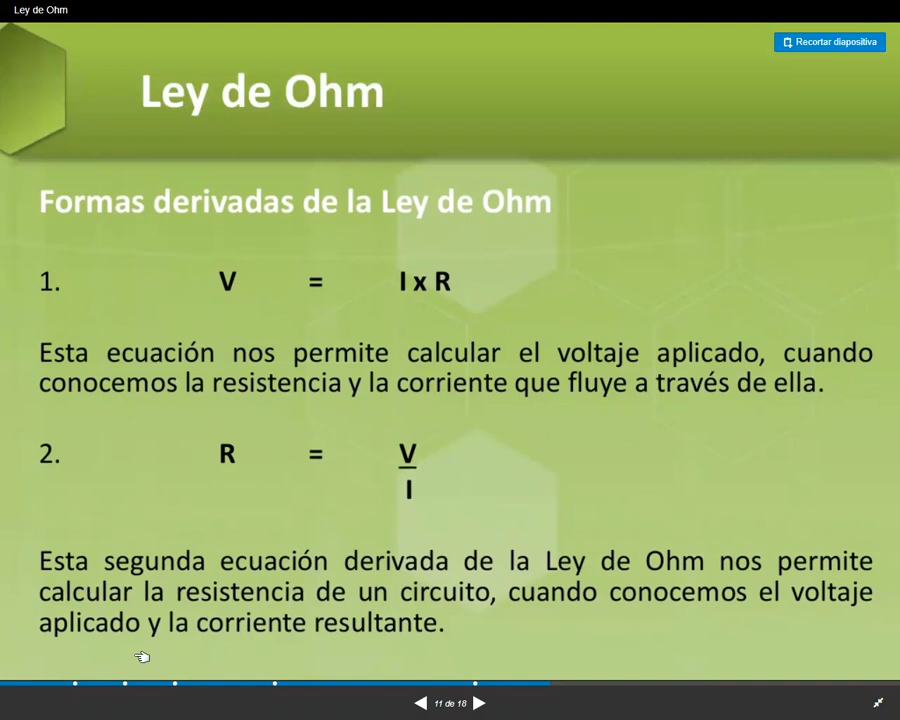 Ley de Ohm
Recortar diapositiva
Ley de Ohm
Formas derivadas de la Ley de Ohm
1. V = I x R
Esta ecuación nos permite calcular el voltaje aplicado, cuando
conocemos la resistencia y la corriente que fluye a través de ella.
2. R = V
I
Esta segunda ecuación derivada de la Ley de Ohm nos permite
calcular la resistencia de un circuito, cuando conocemos el voltaje
aplicado y la corriente resultante.
11 de 18